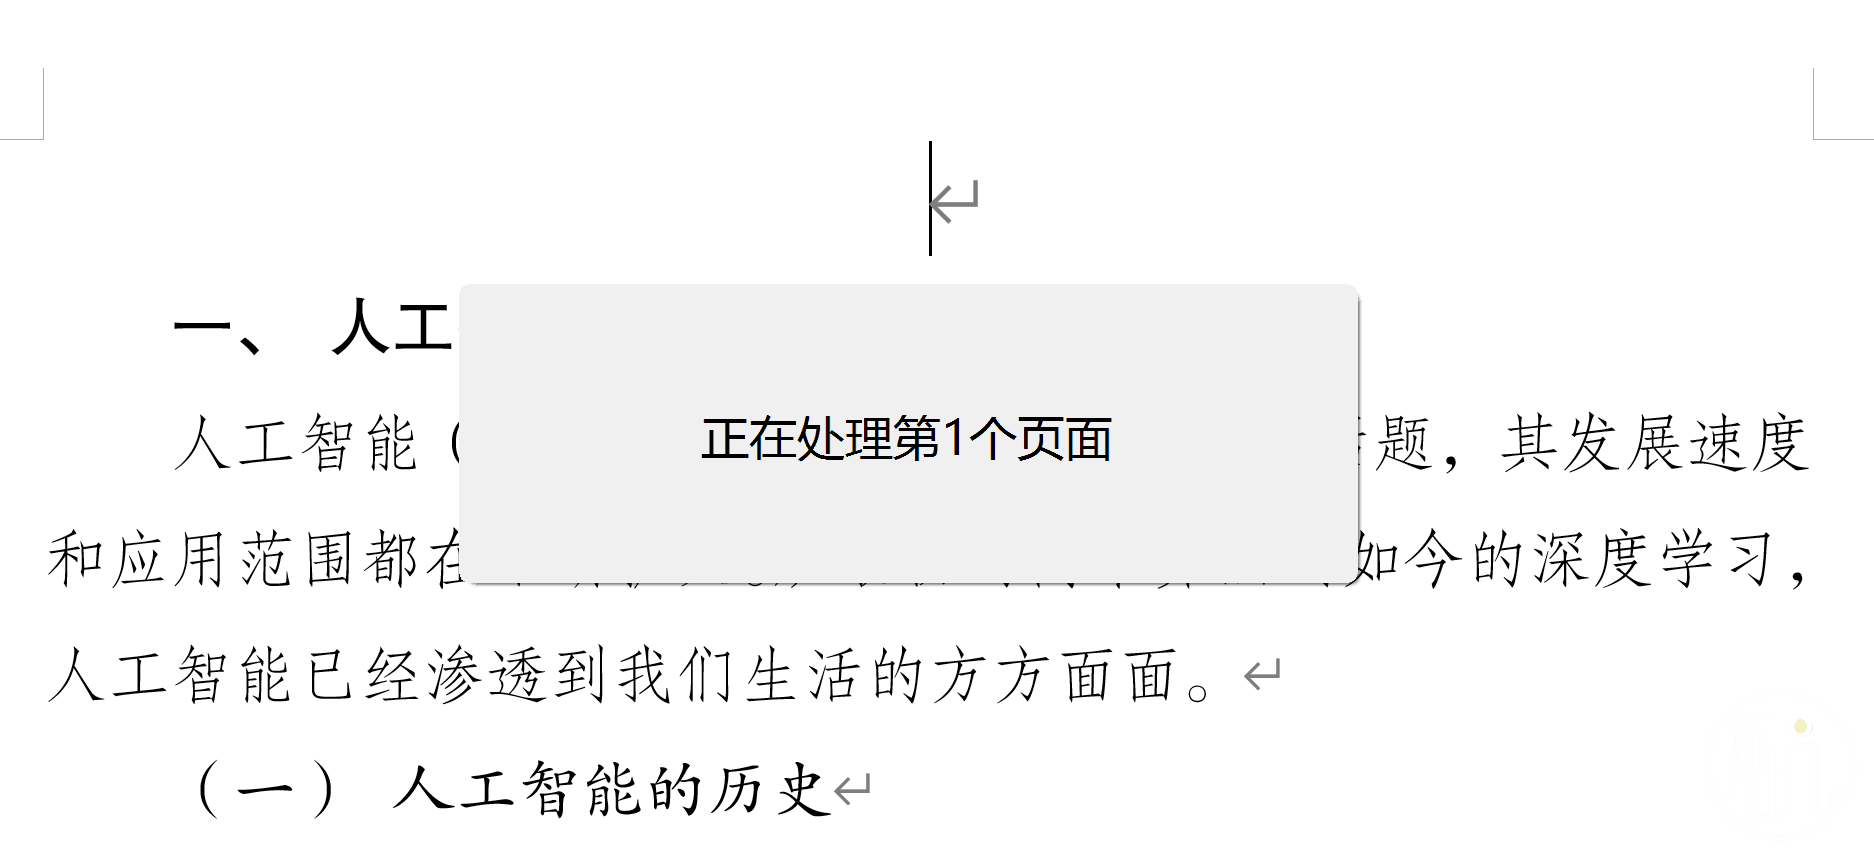 一、 人工
人工智能（
题，其发展速度
正在处理第1个页面
和应用范围都在
如今的深度学习，
人工智能已经渗透到我们生活的方方面面。
（一） 人工智能的历史